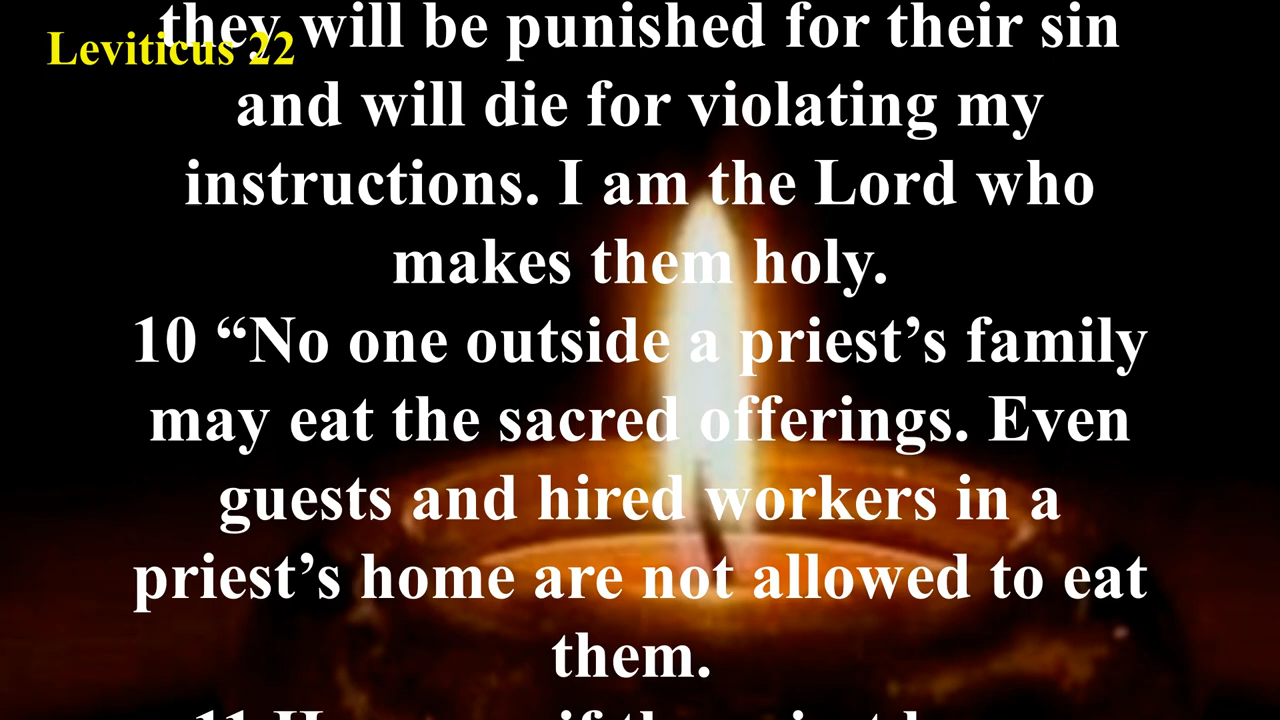 they will be punished for their sin
Leviticus 22
and will die for violating my
instructions. I am the Lord who
makes them holy.
10 “No one outside a priest’s family
may eat the sacred offerings. Even
guests and hired workers in a
priest’s home are not allowed to eat
them.